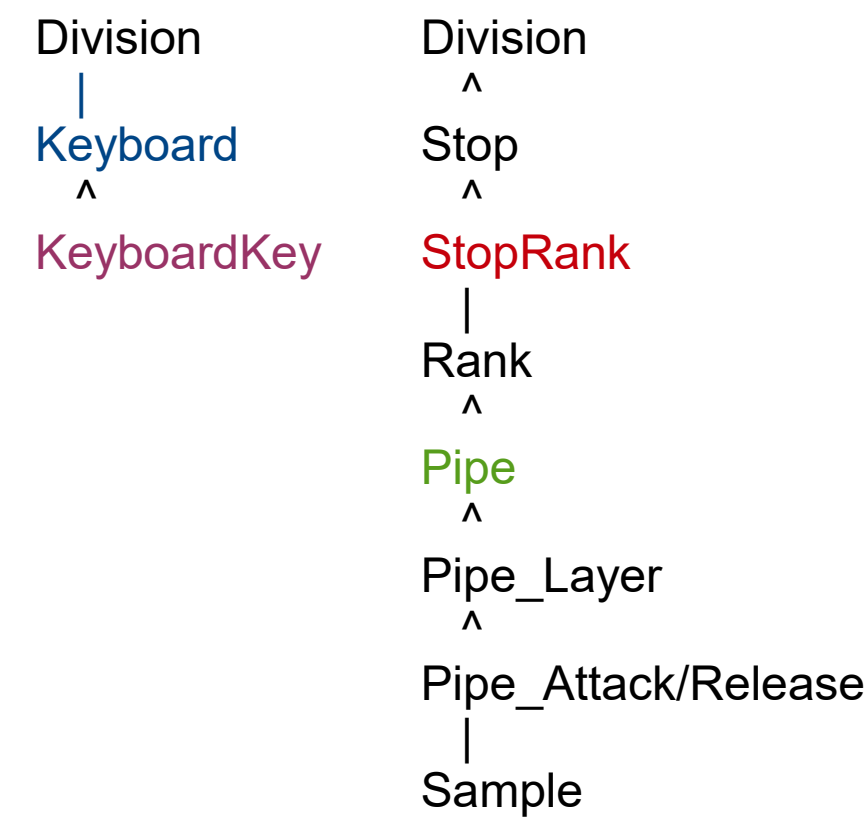 Division
|
Keyboard
^
KeyboardKey
Division
^
Stop
^
StopRank
|
Rank
^
Pipe
^
Pipe_Layer
^
Pipe_Attack/Release
|
Sample